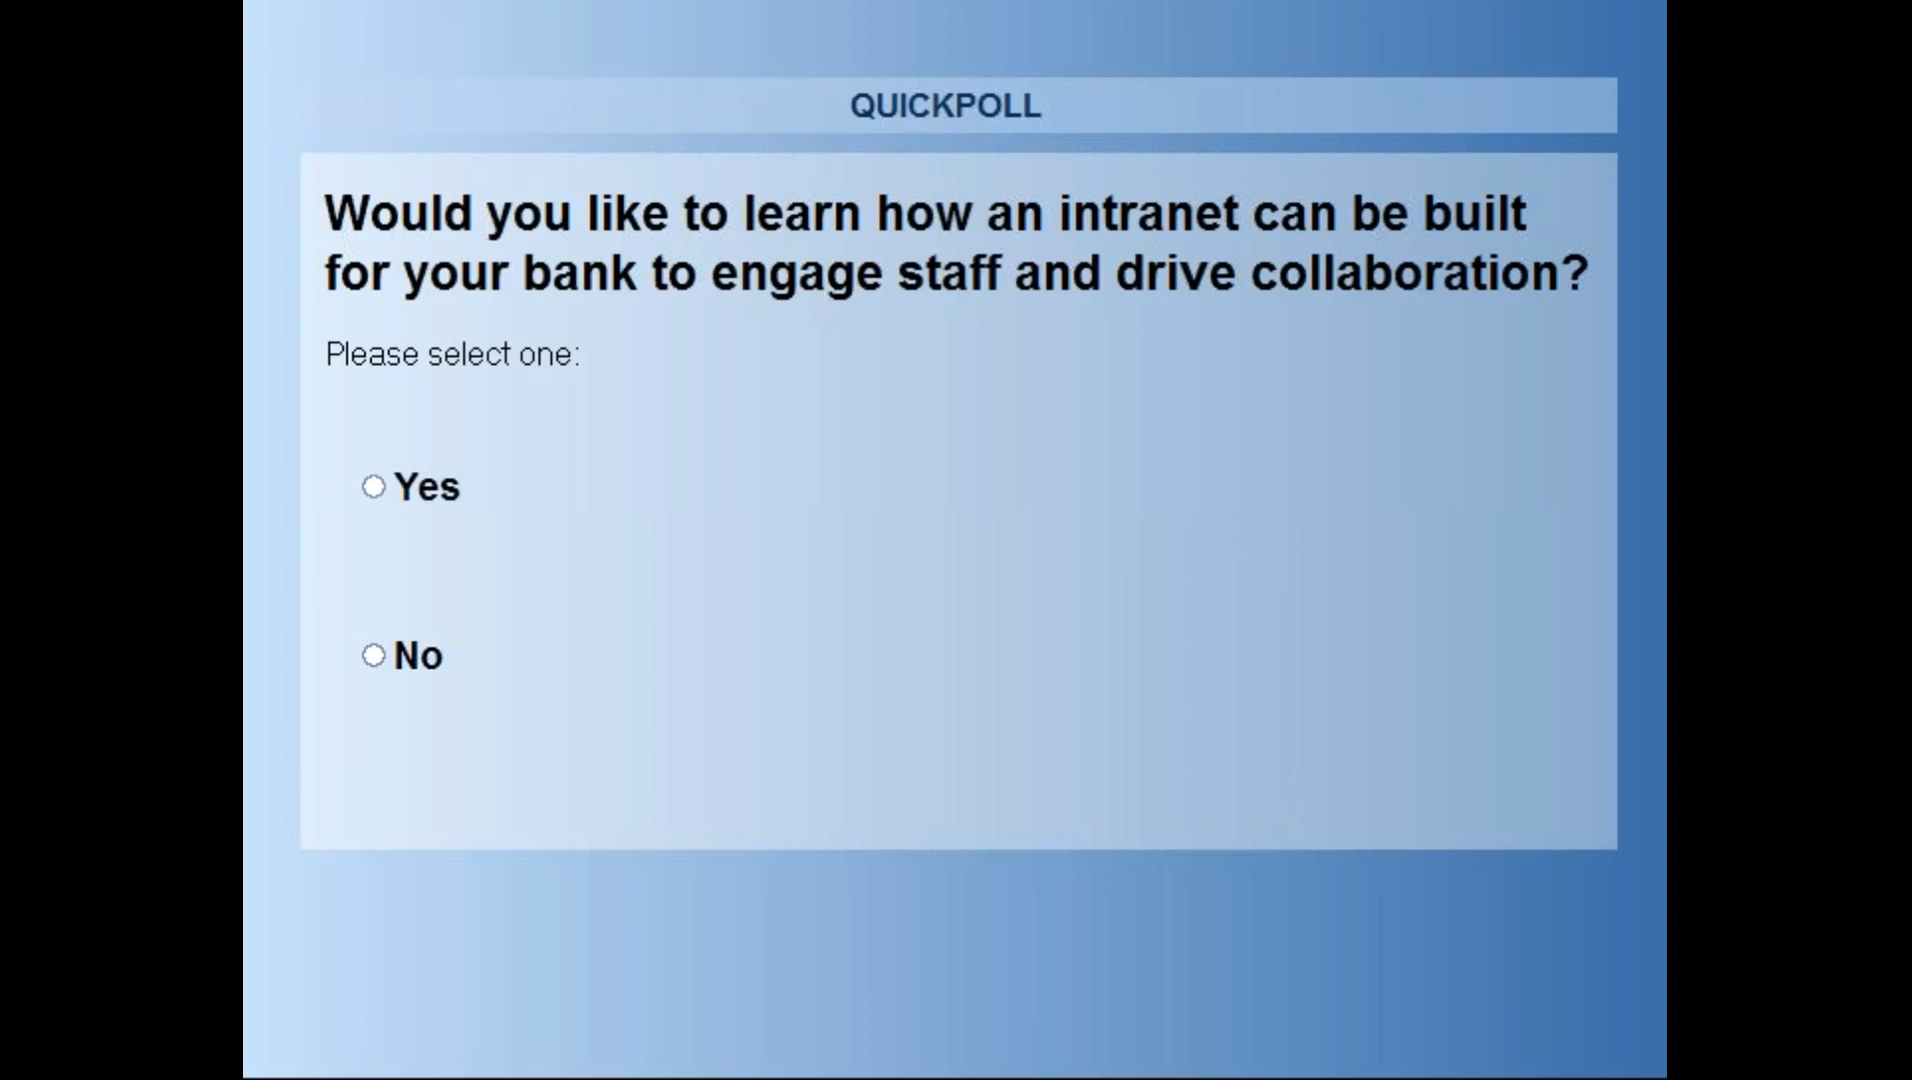 QUICKPOLL
Would you like to learn how an intranet can be built
for your bank to engage staff and drive collaboration?
Please select one:
Yes
No